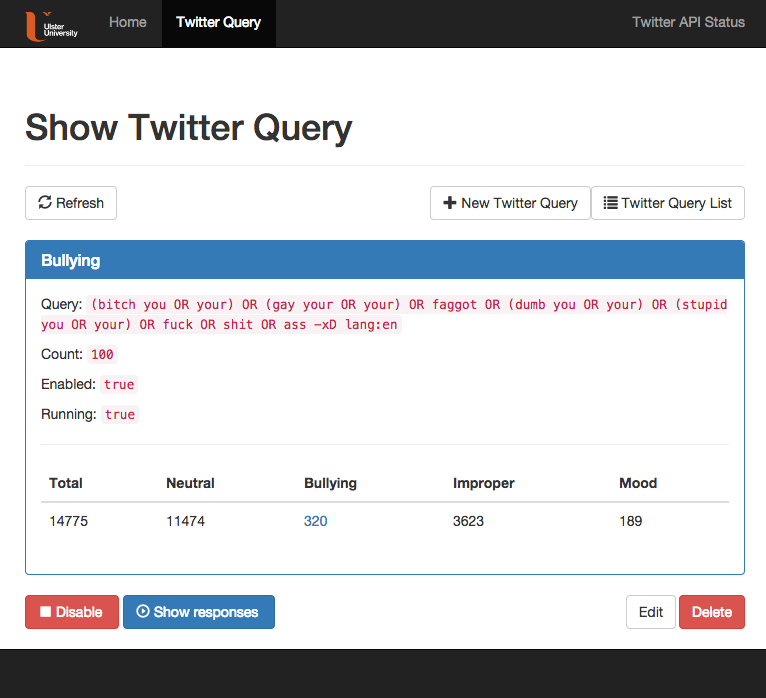 Ulster
University
Home
Twitter Query
Twitter API Status
Show Twitter Query
Refresh
New Twitter Query
Twitter Query List
Bullying
Query: (bitch you OR your) OR (gay your OR your) OR faggot OR (dumb you OR your) OR (stupid
you OR your) OR fuck OR shit OR ass -xD lang:en
Count: 100
Enabled: true
Running: true
Total Neutral Bullying Improper Mood
14775 11474 320 3623 189
Disable
Show responses
Edit
Delete